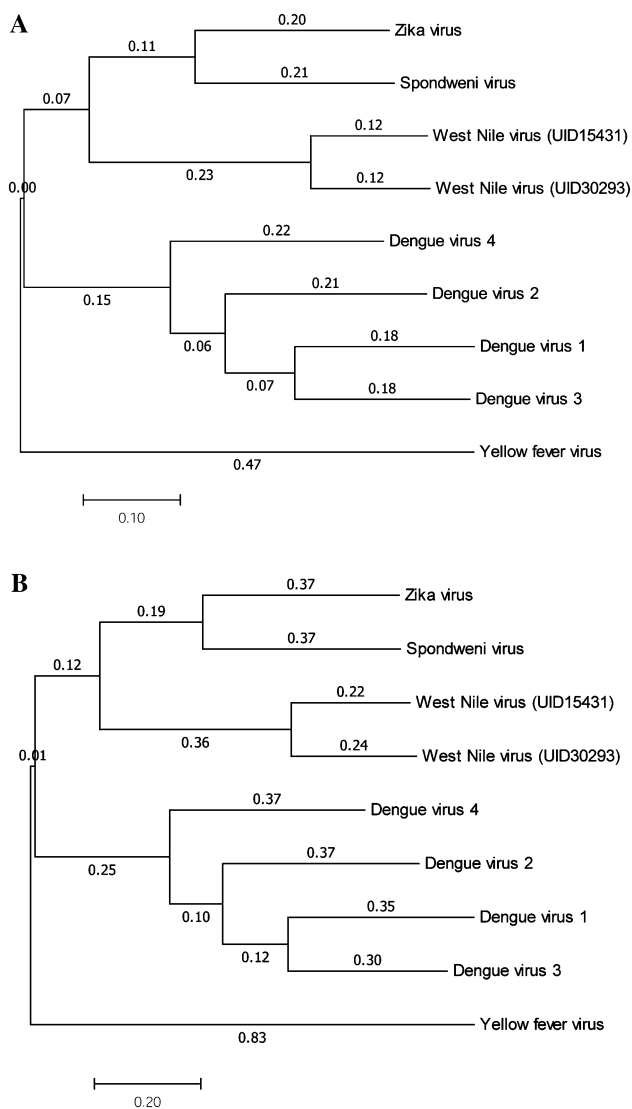 A
0.20
Zika virus
0.11
0.21
Spondweni virus
0.07
0.12
West Nile virus (UID15431)
0.23
0.12
West Nile virus (UID30293)
0.00
0.22
Dengue virus 4
0.15
0.21
Dengue virus 2
0.06
0.18
Dengue virus 1
0.07
0.18
Dengue virus 3
0.47
Yellow fever virus
0.10
B
0.37
Zika virus
0.19
0.37
Spondweni virus
0.12
0.22
West Nile virus (UID15431)
0.36
0.24
West Nile virus (UID30293)
0.01
0.37
Dengue virus 4
0.25
0.37
Dengue virus 2
0.10
0.35
Dengue virus 1
0.12
0.30
Dengue virus 3
0.83
Yellow fever virus
0.20